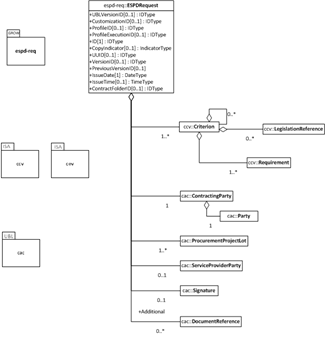 espd-req::ESPDRequest
+UBLVersionID[0..1] : IDType
+CustomizationID[0..1] : IDType
+ProfileID[0..1] : IDType
+ProfileExecutionID[0..1] : IDType
+ID[1] : IDType
+CopyIndicator[0..1] : IndicatorType
+UUID[0..1] : IDType
+VersionID[0..1] : IDType
+PreviousVersionID[0..1]
+IssueDate[1] : DateType
+IssueTime[0..1] : TimeType
+ContractFolderID[0..1] : IDType
espd-req
0..*
ccv::Criterion
ccv::LegislationReference
1..*
0..*
ISA
ISA
ccv
cev
ccv::Requirement
1..*
cac::ContractingParty
1
cac::Party
1
UBL
cac
cac::ProcurementProjectLot
1..*
cac::ServiceProviderParty
0..1
cac::Signature
0..1
+Additional
cac::DocumentReference
0..*